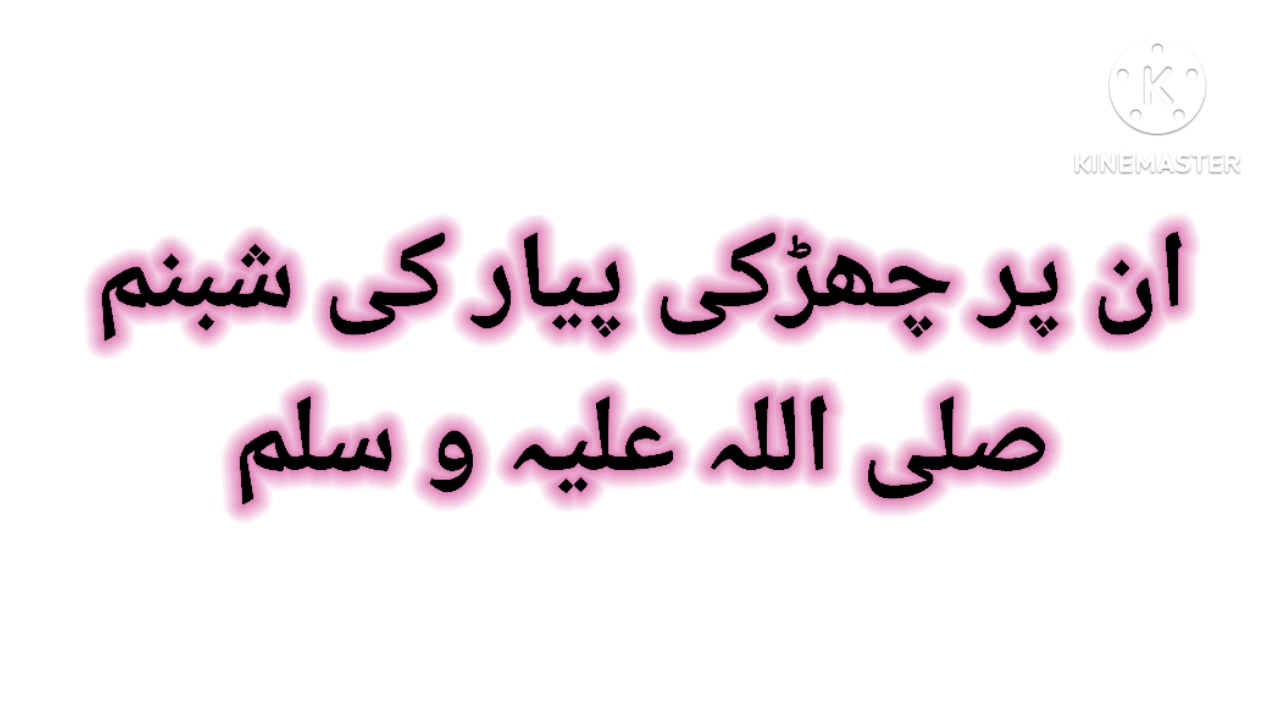 KINEMASTER
ان پر چھڑکی پیار کی شبنم
صلی اللہ علیہ و سلم